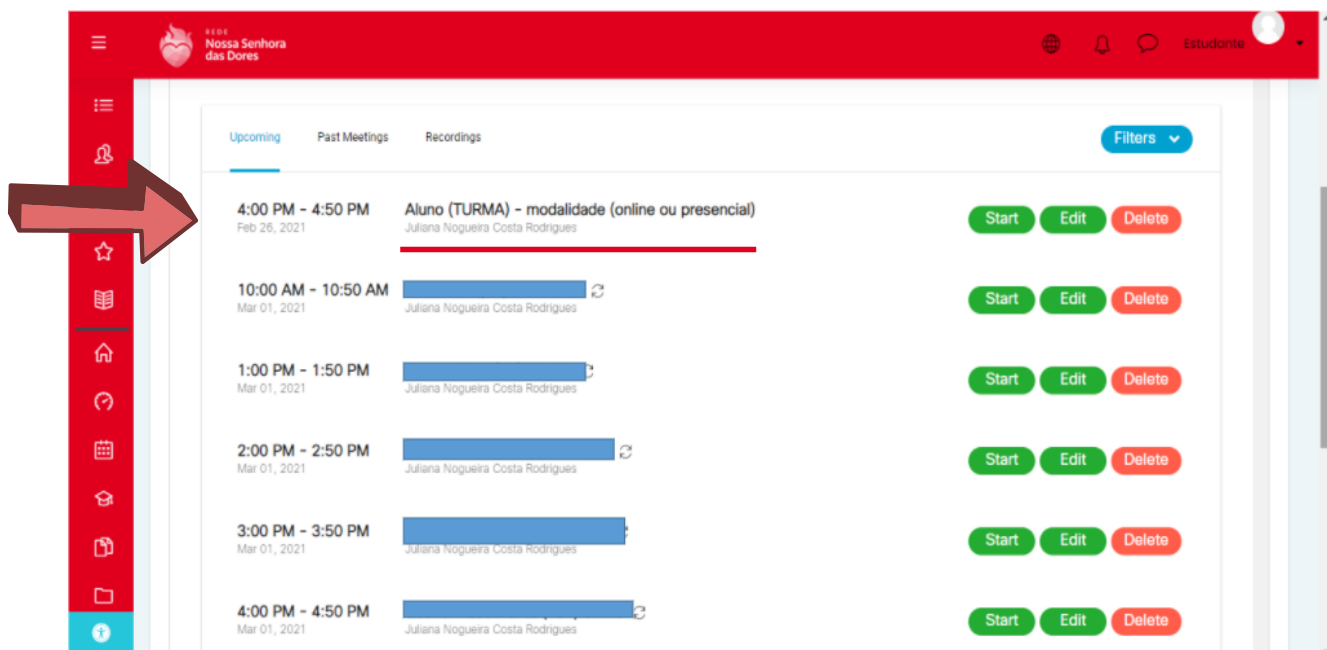 REDE
Nossa Senhora
das Dores
Estudante
Upcoming Past Meetings Recordings
Filters
4:00 PM - 4:50 PM Aluno (TURMA) - modalidade (online ou presencial)
Feb 26, 2021 Juliana Nogueira Costa Rodrigues
Start Edit Delete
10:00 AM - 10:50 AM
Mar 01, 2021 Juliana Nogueira Costa Rodrigues
Start Edit Delete
1:00 PM - 1:50 PM
Mar 01, 2021 Juliana Nogueira Costa Rodrigues
Start Edit Delete
2:00 PM - 2:50 PM
Mar 01, 2021 Juliana Nogueira Costa Rodrigues
Start Edit Delete
3:00 PM - 3:50 PM
Mar 01, 2021 Juliana Nogueira Costa Rodrigues
Start Edit Delete
4:00 PM - 4:50 PM
Mar 01, 2021 Juliana Nogueira Costa Rodrigues
Start Edit Delete